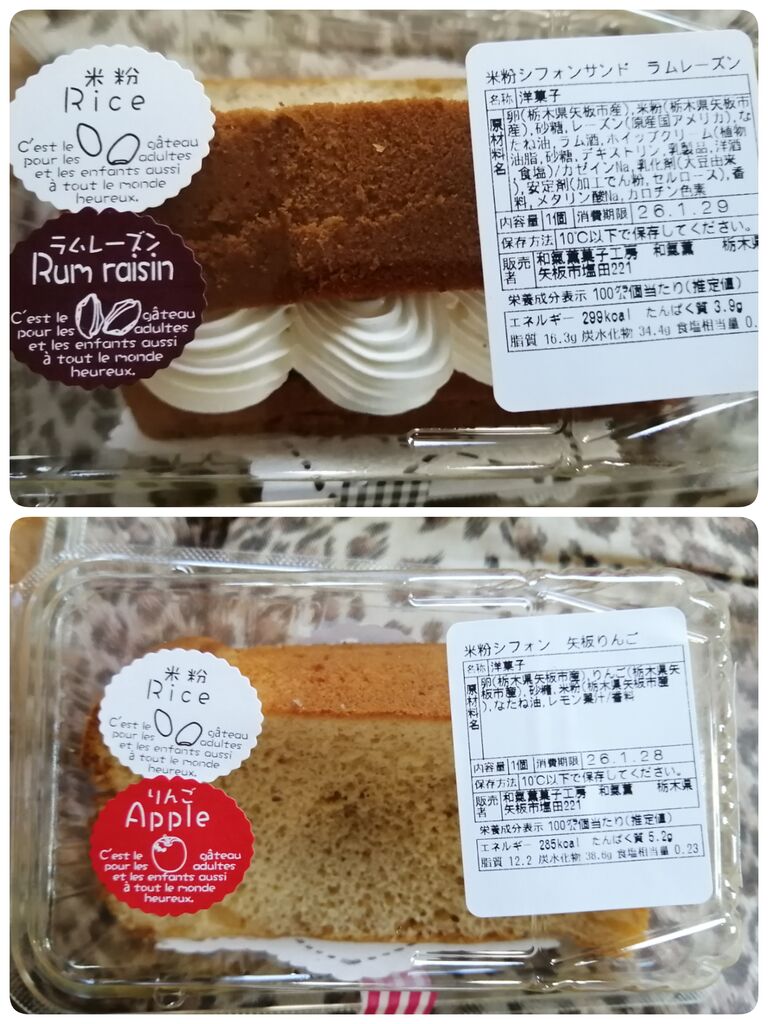 米粉
Rice
C'est le gâteau
pour les adultes
et les enfants aussi
à tout le monde
heureux.
ラムレーズン
Rum raisin
C'est le gâteau
pour les adultes
et les enfants aussi
à tout le monde
heureux.
米粉シフォンサンド ラムレーズン
名称 洋菓子
原材料名
卵(栃木県矢板市産),米粉(栃木県矢板市
産),砂糖,レーズン(原産国アメリカ),な
たね油,ラム酒,ホイップクリーム(植物
油脂,砂糖,デキストリン,乳製品,洋酒
,食塩)/カゼインNa,乳化剤(大豆由来
),安定剤(加工でん粉,セルロース),香
料,メタリン酸Na,カロチン色素
内容量 1個 消費期限 26.1.29
保存方法 10℃以下で保存してください。
販売者 和氣薫菓子工房 和氣薫 栃木県
矢板市塩田221
栄養成分表示 100㌘個当たり(推定値)
エネルギー 299kcal たんぱく質 3.9g
脂質 16.3g 炭水化物 34.4g 食塩相当量 0.
米粉
Rice
C'est le gâteau
pour les adultes
et les enfants aussi
à tout le monde
heureux.
りんご
Apple
C'est le gâteau
pour les adultes
et les enfants aussi
à tout le monde
heureux.
米粉シフォン 矢板りんご
名称 洋菓子
原材料名
卵(栃木県矢板市産),りんご(栃木県矢
板市産),砂糖,米粉(栃木県矢板市産
),なたね油,レモン果汁/香料
内容量 1個 消費期限 26.1.28
保存方法 10℃以下で保存してください。
販売者 和氣薫菓子工房 和氣薫 栃木県
矢板市塩田221
栄養成分表示 100㌘個当たり(推定値)
エネルギー 285kcal たんぱく質 5.2g
脂質 12.2 炭水化物 38.6g 食塩相当量 0.23